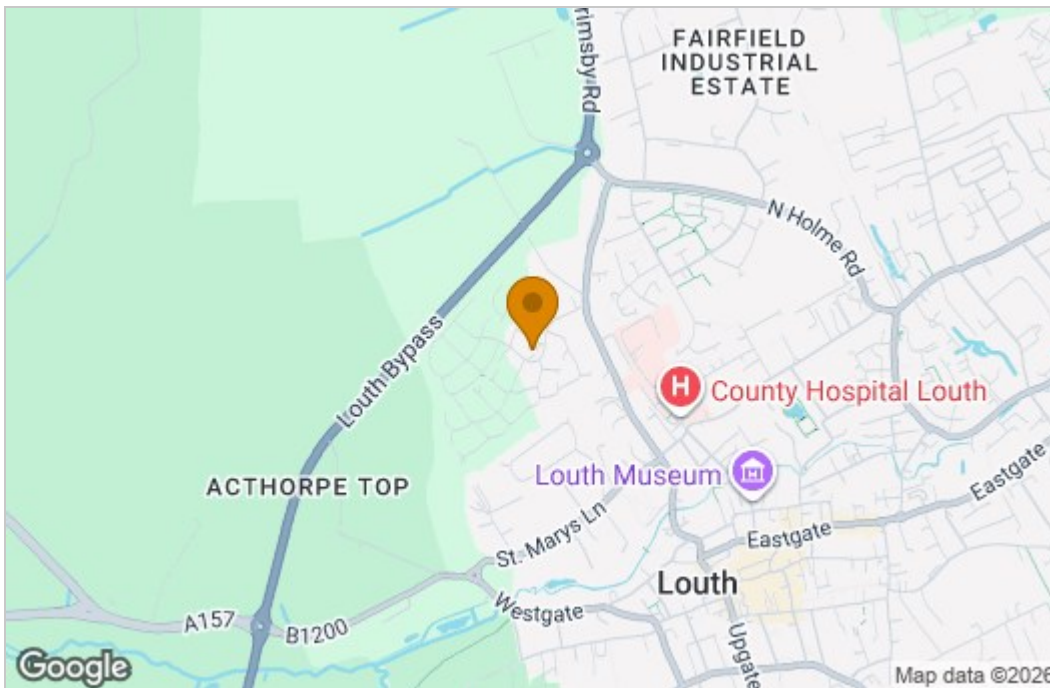 rimsby Rd
FAIRFIELD
INDUSTRIAL
ESTATE
N Holme Rd
Louth Bypass
H
County Hospital Louth
Louth Museum
ACTHORPE TOP
Eastgate
St. Marys Ln
Eastgate
Louth
Westgate
A157
B1200
Upgate
Google
Map data ©2026